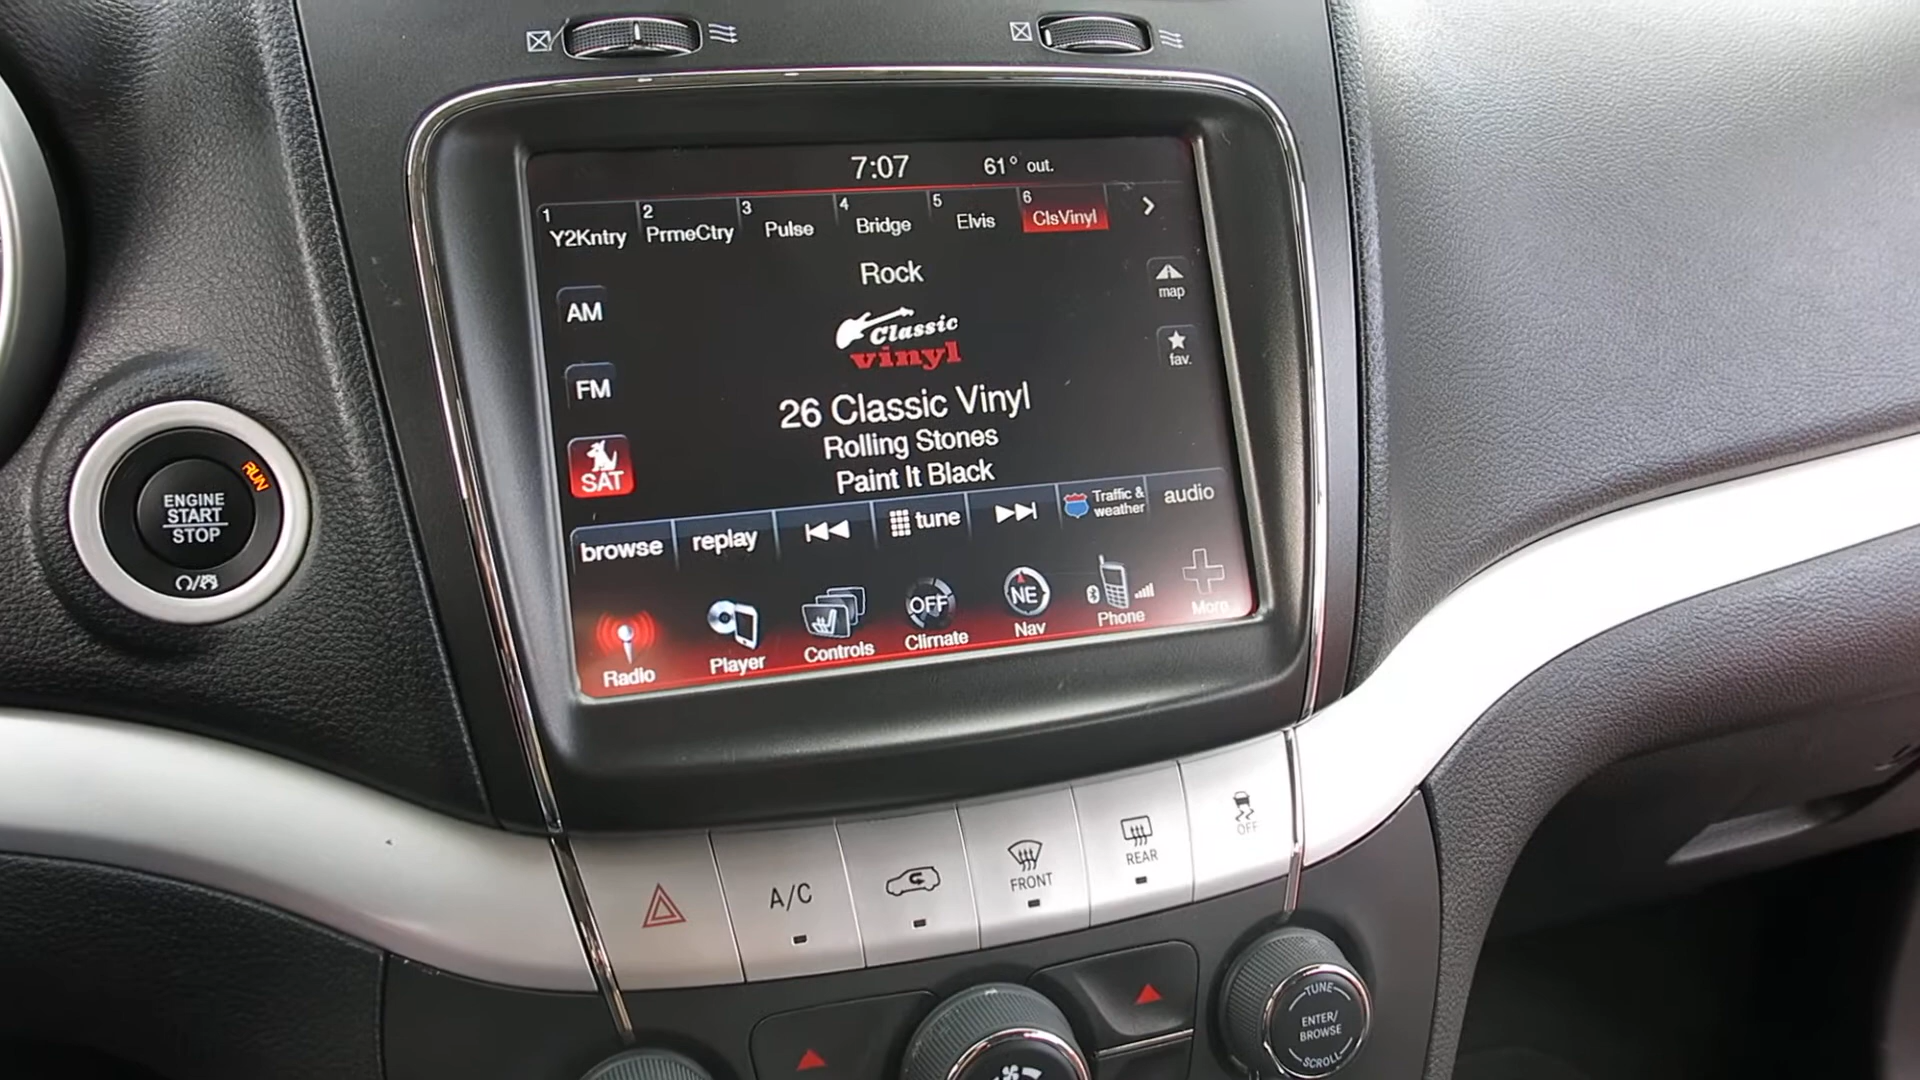 7:07 61° out.
1 Y2Kntry 2 PrmeCtry 3 Pulse 4 Bridge 5 Elvis 6 ClsVinyl
Rock
map
AM
Classic
vinyl
fav.
FM
26 Classic Vinyl
Rolling Stones
SAT
Paint It Black
browse replay tune Traffic & weather audio
Radio Player Controls OFF Climate NE Nav Phone More
RUN
ENGINE
START
STOP
A/C
FRONT
REAR
OFF
TUNE
ENTER/
BROWSE
SCROLL